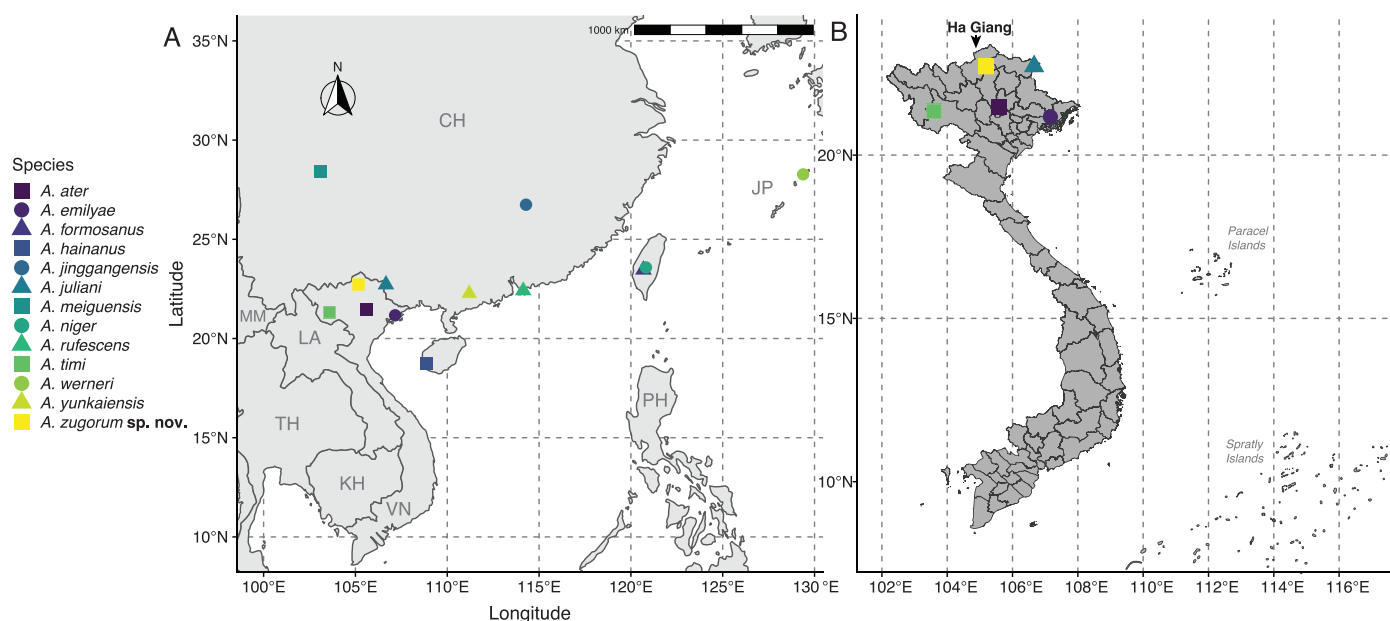 A
1000 km
N
35°N
30°N
25°N
20°N
15°N
10°N
Latitude
100°E
105°E
110°E
115°E
120°E
125°E
130°E
Longitude
CH
JP
MM
LA
TH
KH
VN
PH
Species
A. ater
A. emilyae
A. formosanus
A. hainanus
A. jinggangensis
A. juliani
A. meiguensis
A. niger
A. rufescens
A. timi
A. werneri
A. yunkaiensis
A. zugorum sp. nov.
B
Ha Giang
20°N
15°N
10°N
Paracel
Islands
Spratly
Islands
102°E
104°E
106°E
108°E
110°E
112°E
114°E
116°E